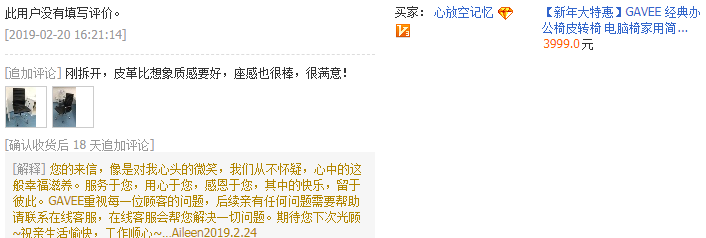 此用户没有填写评价。
[2019-02-20 16:21:14]
[追加评论] 刚拆开，皮革比想象质感要好，座感也很棒，很满意！
[确认收货后 18 天追加评论]
[解释] 您的来信，像是对我心头的微笑，我们从不怀疑，心中的这
般幸福滋养。服务于您，用心于您，感恩于您，其中的快乐，留于
彼此。GAVEE重视每一位顾客的问题，后续亲有任何问题需要帮助
请联系在线客服，在线客服会帮您解决一切问题。期待您下次光顾
~祝亲生活愉快，工作顺心~...Aileen2019.2.24
买家： 心放空记忆
【新年大特惠】GAVEE 经典办
公椅皮转椅 电脑椅家用简...
3999.0元